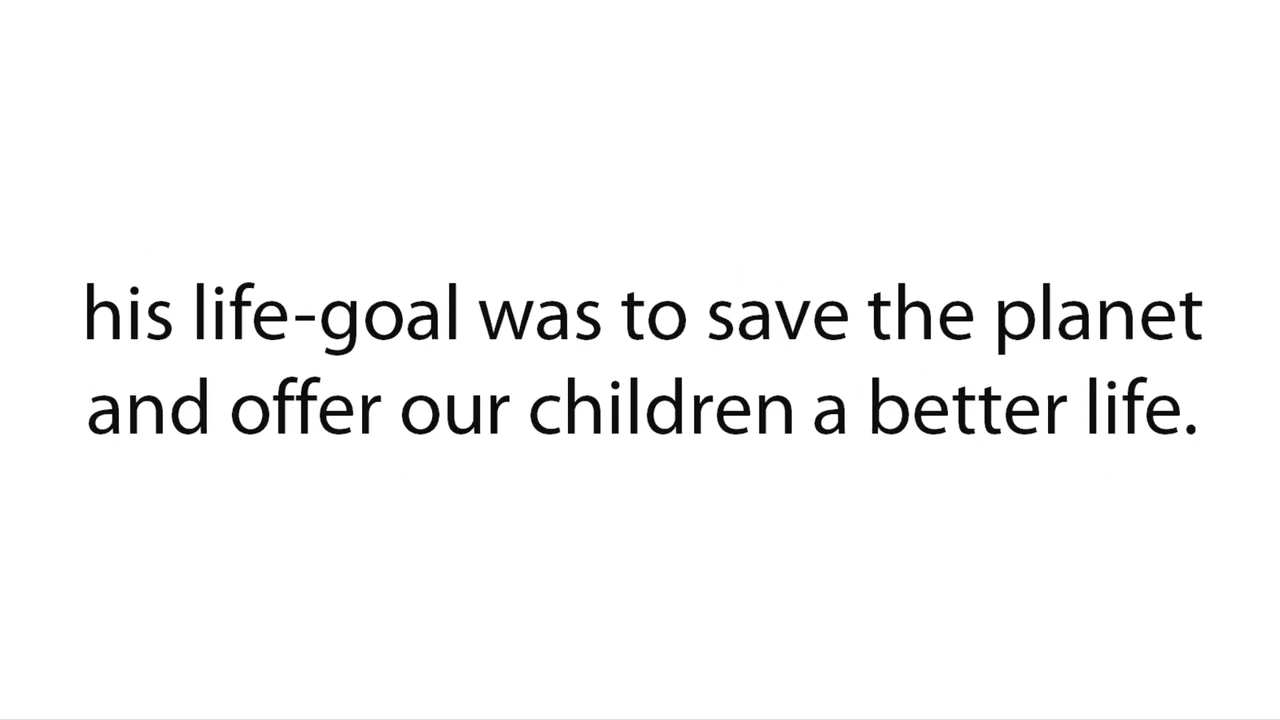 his life-goal was to save the planet
and offer our children a better life.